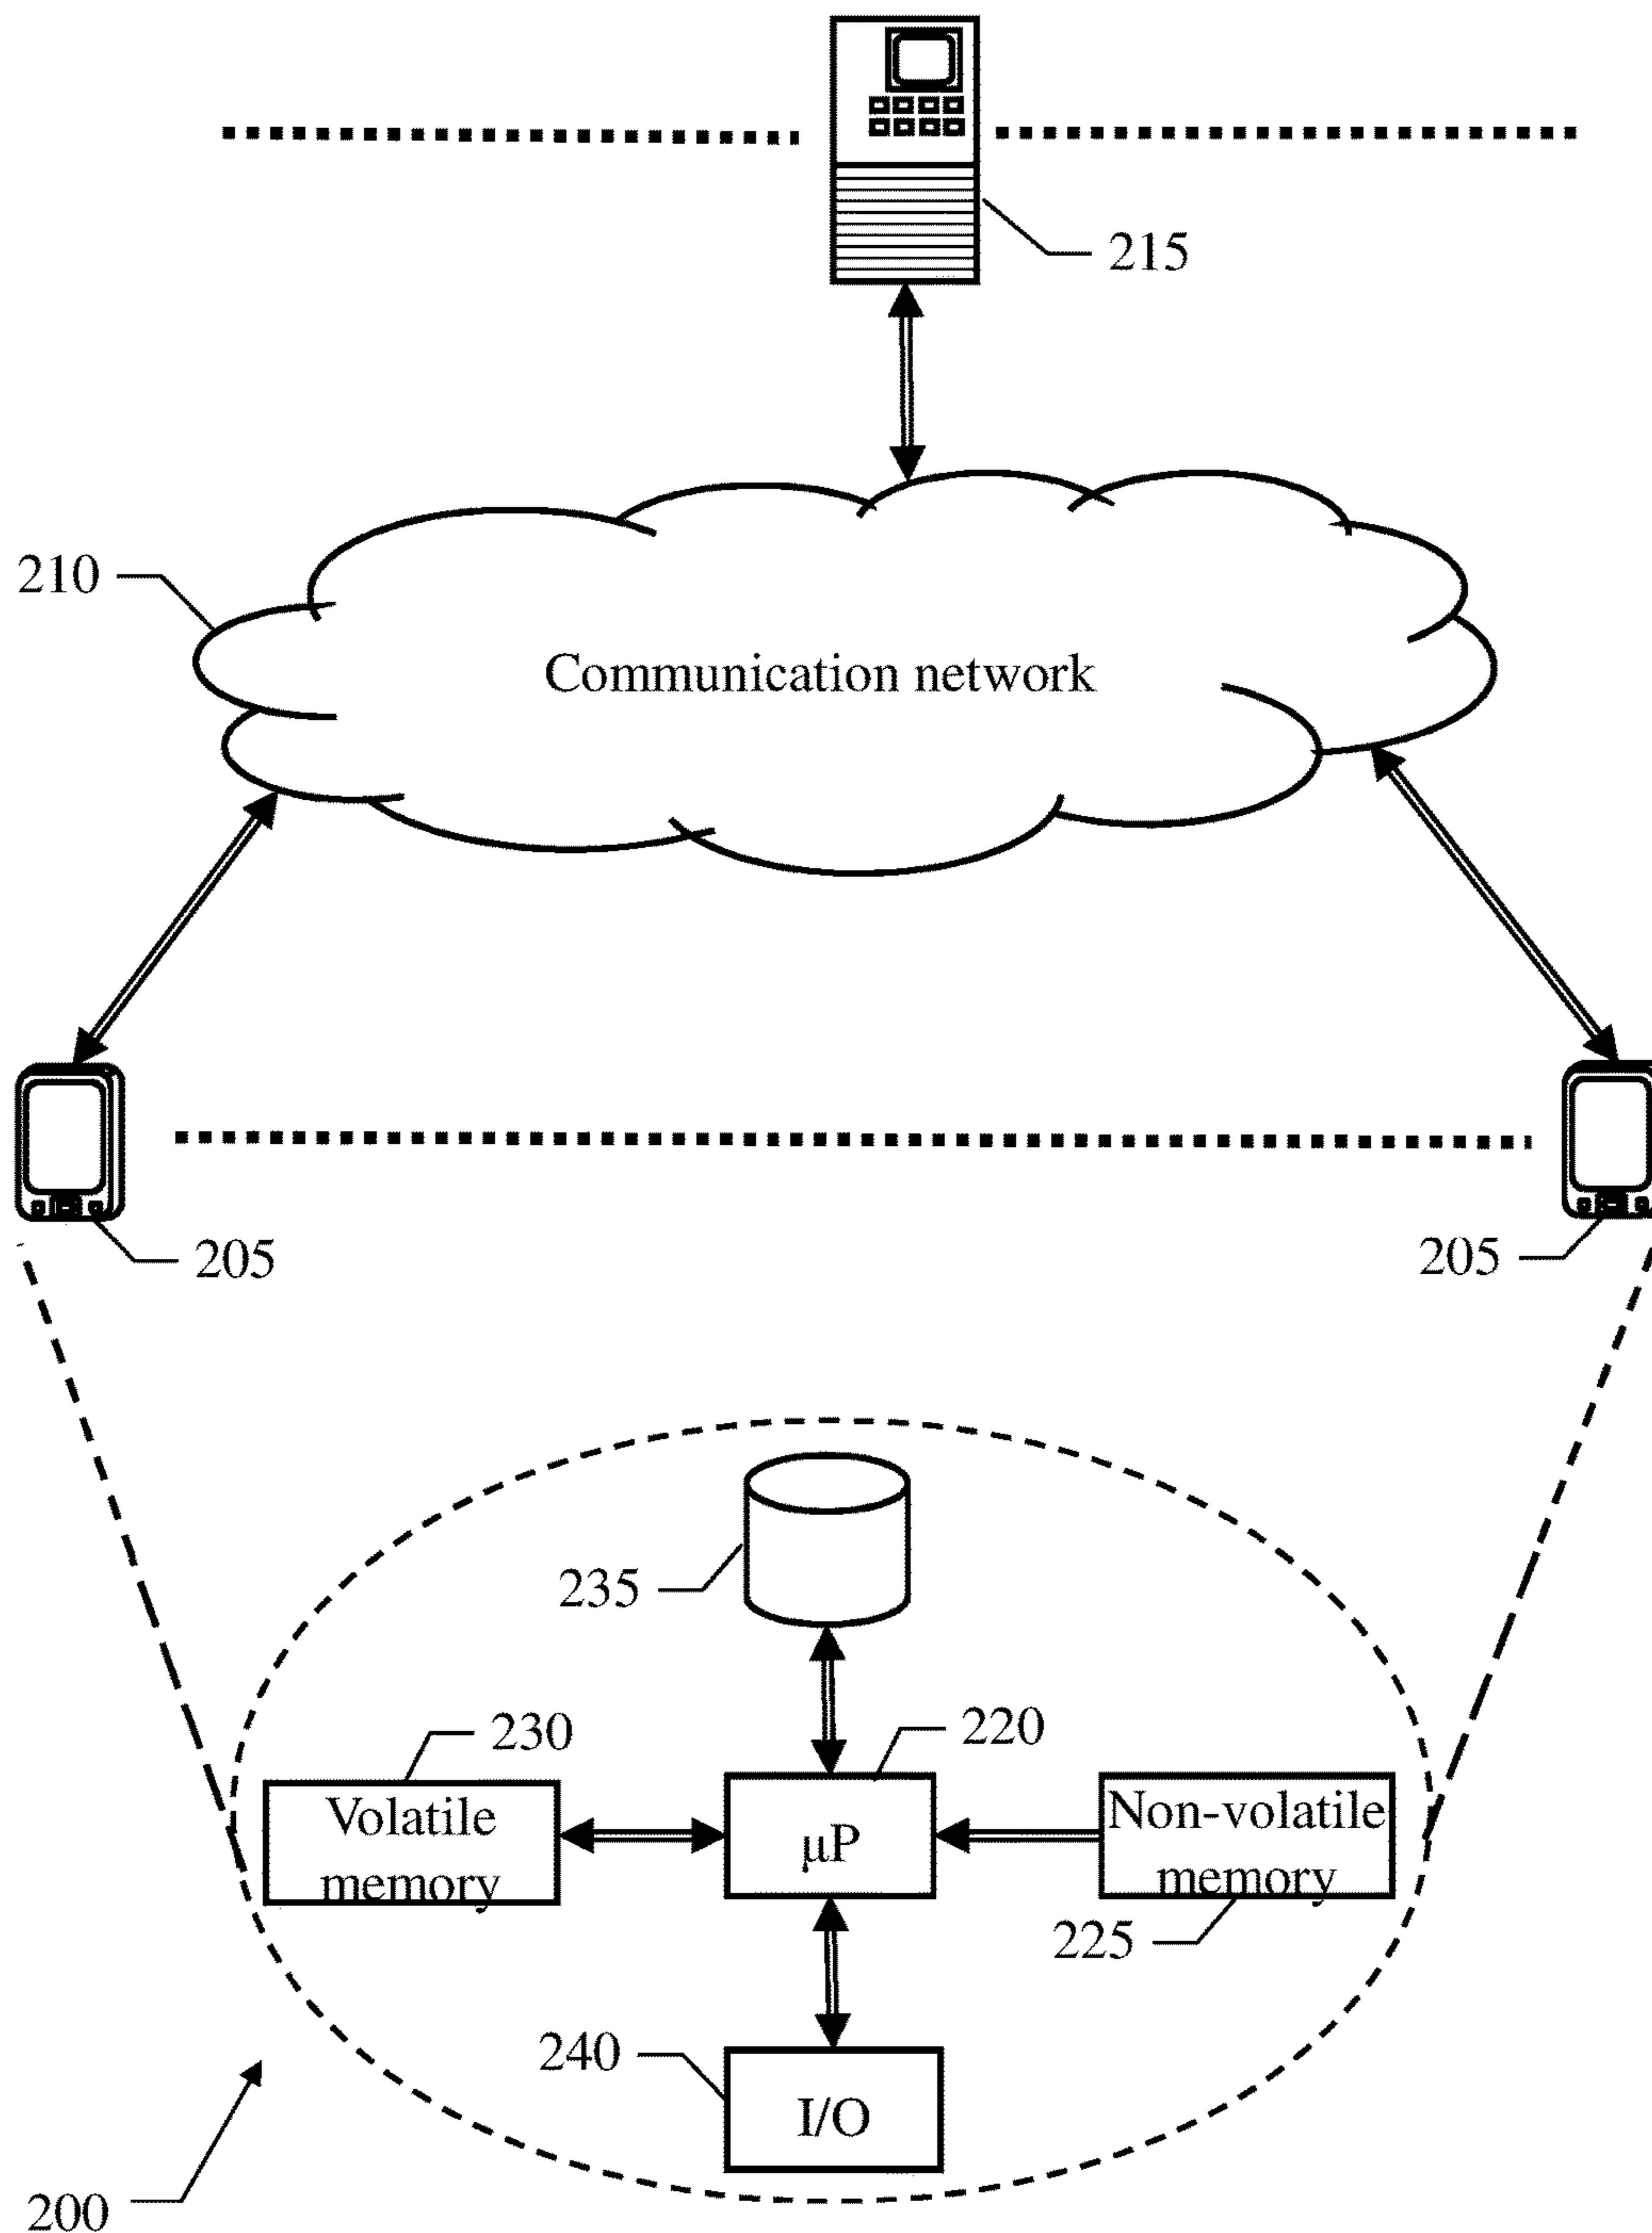 215
210
Communication network
205
205
235
230
220
Volatile
memory
μP
Non-volatile
memory
225
240
I/O
200